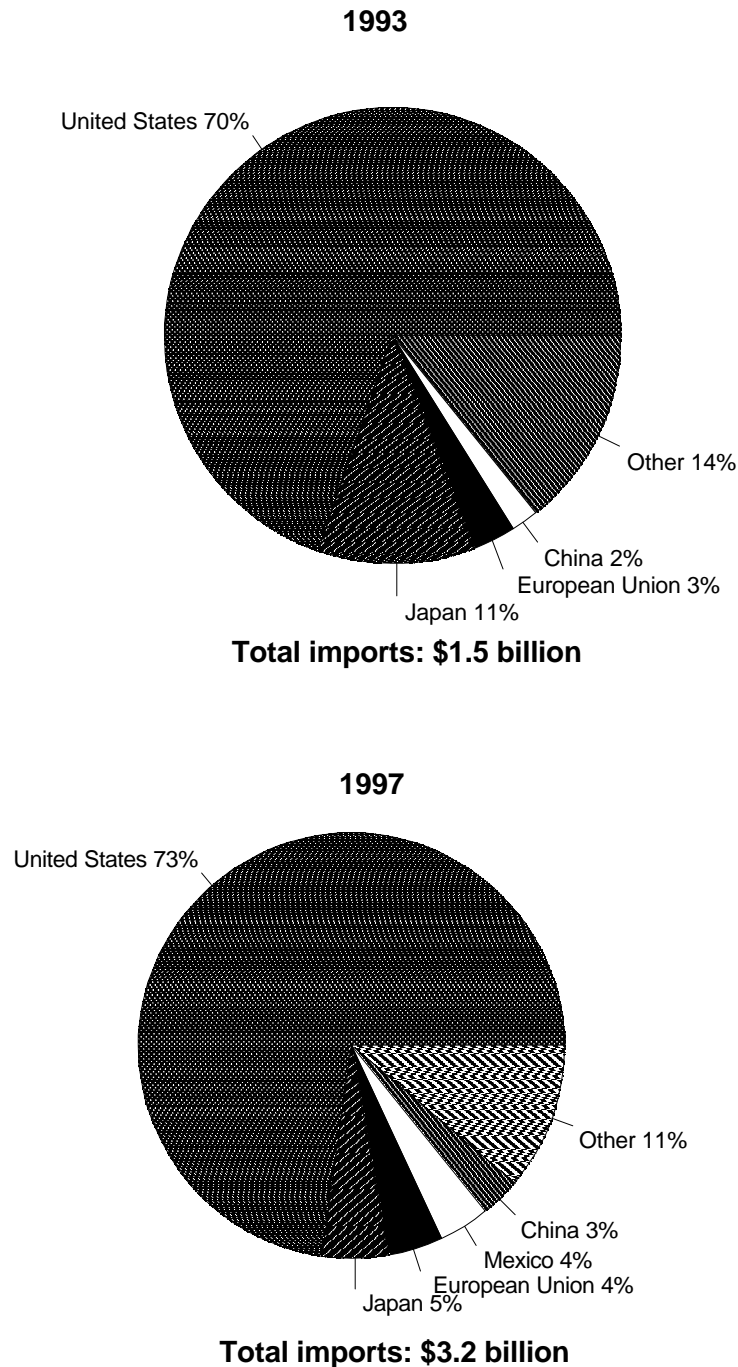 1993
United States 70%
Other 14%
China 2%
European Union 3%
Japan 11%
Total imports: $1.5 billion
1997
United States 73%
Other 11%
China 3%
Mexico 4%
European Union 4%
Japan 5%
Total imports: $3.2 billion